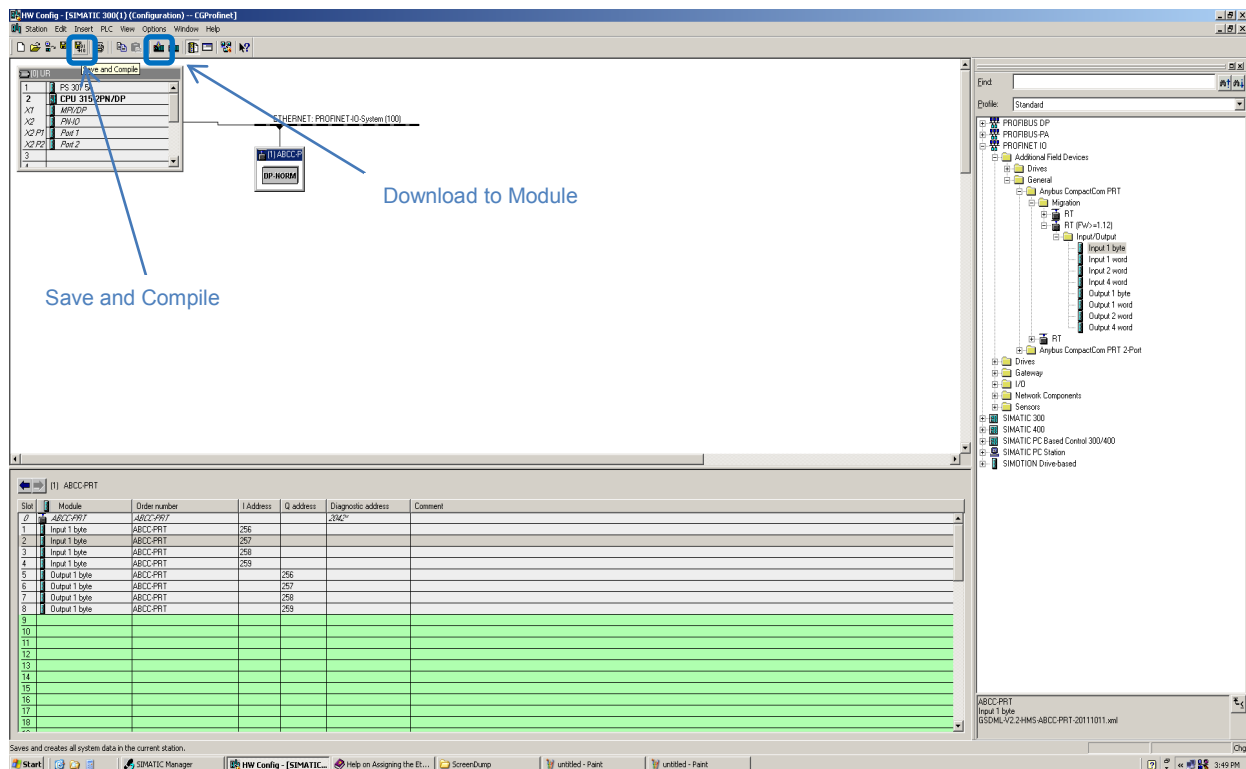 HW Config - [SIMATIC 300(1) (Configuration) -- CGProfinet]
Station Edit Insert PLC View Options Window Help
Save and Compile
(0) UR
1 PS 307 5A
2 CPU 315-2PN/DP
X1 MPI/DP
X2 PN-IO
X2 P1 Port 1
X2 P2 Port 2
3
4
ETHERNET: PROFINET-IO-System (100)
(1) ABCC-P
DP-NORM
Download to Module
Save and Compile
Find:
Profile: Standard
PROFIBUS DP
PROFIBUS-PA
PROFINET IO
Additional Field Devices
Drives
General
Anybus CompactCom PRT
Migration
RT
RT (FW>=1.12)
Input/Output
Input 1 byte
Input 1 word
Input 2 word
Input 4 word
Output 1 byte
Output 1 word
Output 2 word
Output 4 word
RT
Anybus CompactCom PRT 2-Port
Drives
Gateway
I/O
Network Components
Sensors
SIMATIC 300
SIMATIC 400
SIMATIC PC Based Control 300/400
SIMATIC PC Station
SIMOTION Drive-based
(1) ABCC-PRT
Slot Module Order number I Address Q address Diagnostic address Comment
0 ABCC-PRT ABCC-PRT 2042*
1 Input 1 byte ABCC-PRT 256
2 Input 1 byte ABCC-PRT 257
3 Input 1 byte ABCC-PRT 258
4 Input 1 byte ABCC-PRT 259
5 Output 1 byte ABCC-PRT 256
6 Output 1 byte ABCC-PRT 257
7 Output 1 byte ABCC-PRT 258
8 Output 1 byte ABCC-PRT 259
9
10
11
12
13
14
15
16
17
18
ABCC-PRT
Input 1 byte
GSDML-V2.2-HMS-ABCC-PRT-20111011.xml
Saves and creates all system data in the current station.
Chg
Start SIMATIC Manager HW Config - [SIMATIC... Help on Assigning the Et... ScreenDump untitled - Paint untitled - Paint 3:49 PM